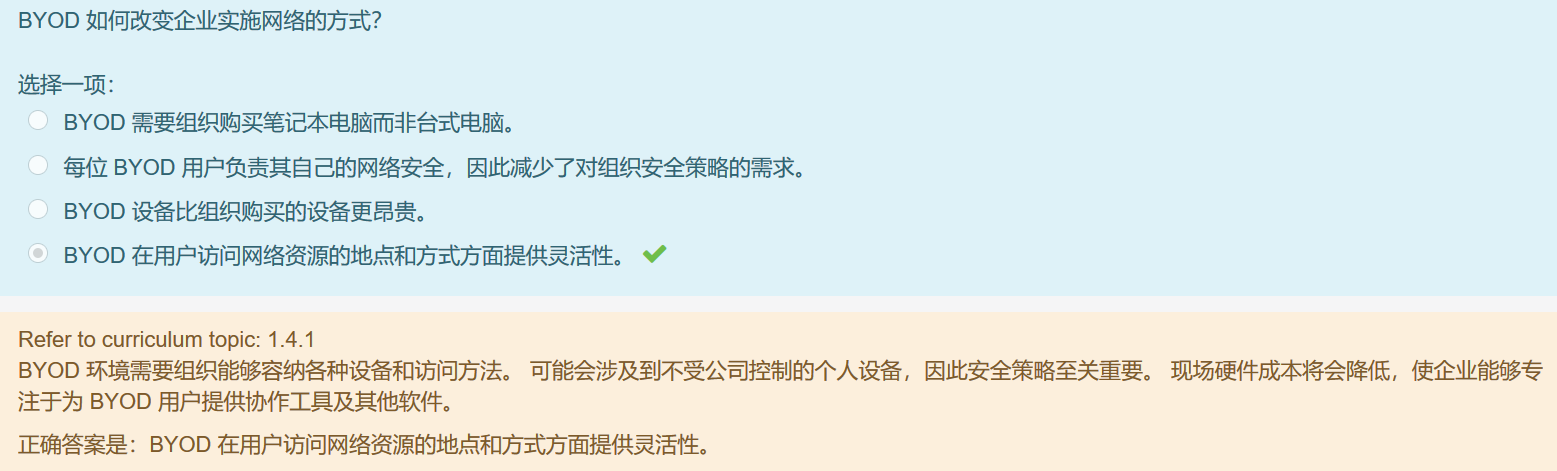 BYOD 如何改变企业实施网络的方式?
选择一项:
BYOD 需要组织购买笔记本电脑而非台式电脑。
每位 BYOD 用户负责其自己的网络安全，因此减少了对组织安全策略的需求。
BYOD 设备比组织购买的设备更昂贵。
BYOD 在用户访问网络资源的地点和方式方面提供灵活性。
Refer to curriculum topic: 1.4.1
BYOD 环境需要组织能够容纳各种设备和访问方法。 可能会涉及到不受公司控制的个人设备，因此安全策略至关重要。 现场硬件成本将会降低，使企业能够专
注于为 BYOD 用户提供协作工具及其他软件。
正确答案是：BYOD 在用户访问网络资源的地点和方式方面提供灵活性。